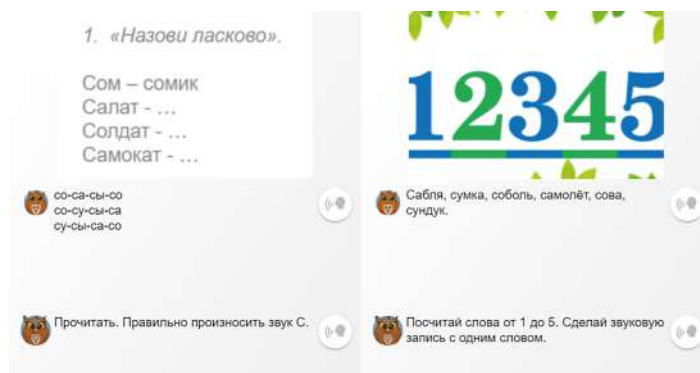 1. «Назови ласково».
Сом – сомик
Салат - ...
Солдат - ...
Самокат - ...
со-са-сы-со
со-су-сы-са
су-сы-са-со
Прочитать. Правильно произносить звук С.
12345
Сабля, сумка, соболь, самолёт, сова,
сундук.
Посчитай слова от 1 до 5. Сделай звуковую
запись с одним словом.